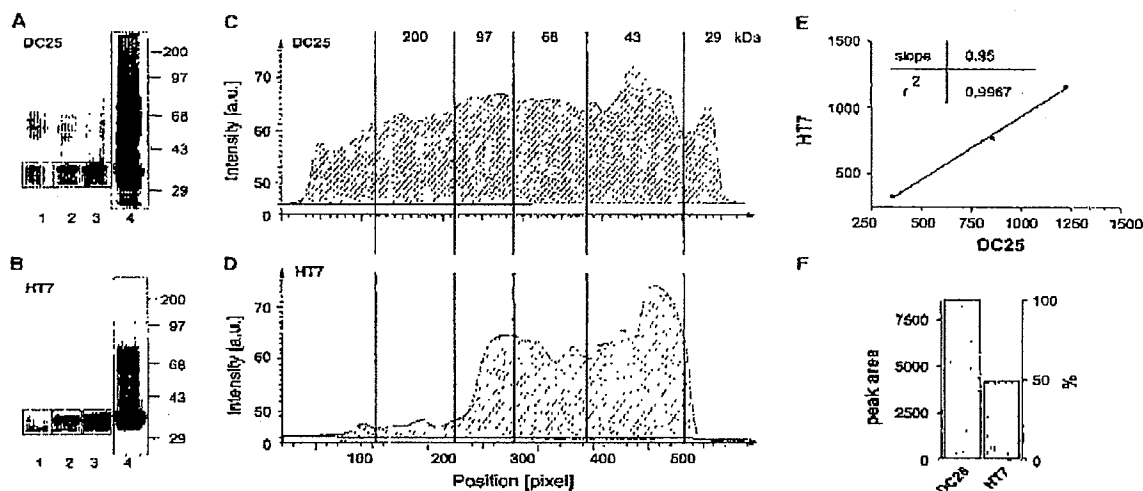 A
DC25
200
97
68
43
29
1 2 3 4
B
HT7
200
97
68
43
29
1 2 3 4
C
DC25
200 97 68 43 29 kDa
Intensity [a.u.]
70
60
50
0
D
HT7
Intensity [a.u.]
70
60
50
0
100 200 300 400 500
Position [pixel]
E
HT7
1500
1000
500
slope 0.95
r2 0,9967
250 500 750 1000 1250 1500
DC25
F
peak area
7500
5000
2500
0
100
50
0
%
DC25 HT7